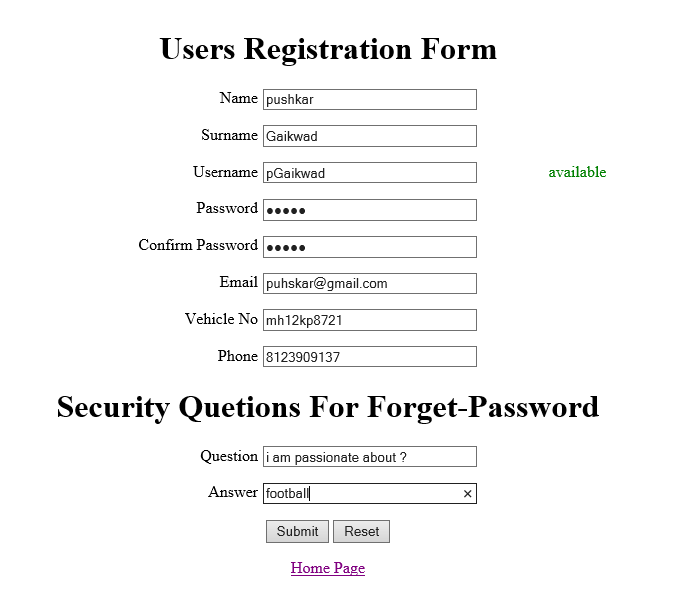 Users Registration Form
Name pushkar
Surname Gaikwad
Username pGaikwad available
Password ●●●●●
Confirm Password ●●●●●
Email puhskar@gmail.com
Vehicle No mh12kp8721
Phone 8123909137
Security Quetions For Forget-Password
Question i am passionate about ?
Answer football ×
Submit Reset
Home Page